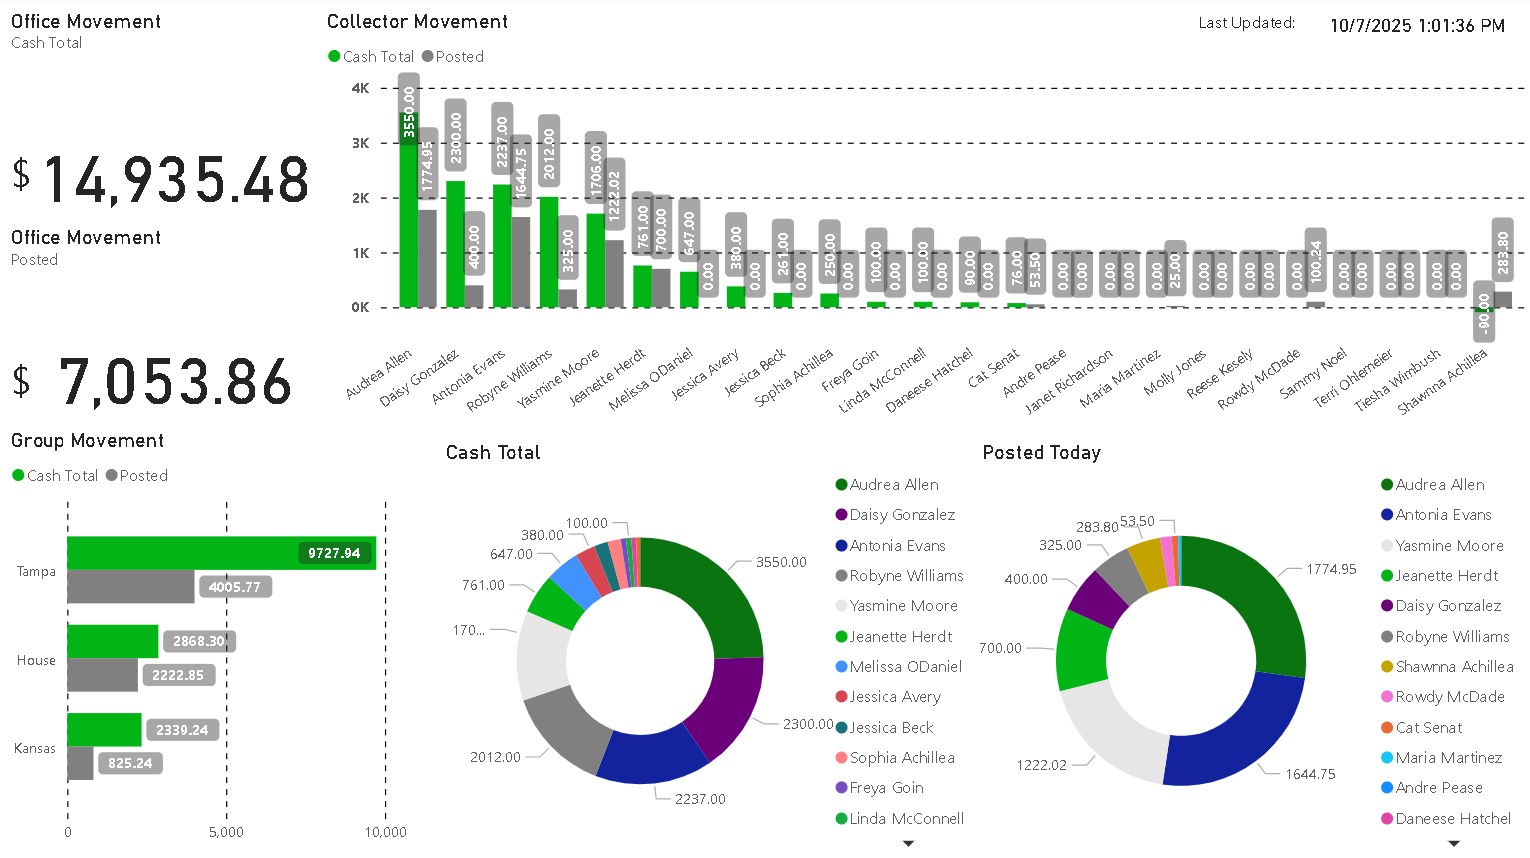 Office Movement
Cash Total
$ 14,935.48
Office Movement
Posted
$ 7,053.86
Collector Movement
Last Updated: 10/7/2025 1:01:36 PM
Cash Total Posted
4K
3K
2K
1K
0K
3550.00 1774.95
2300.00 400.00
2237.00 1644.75
2012.00 325.00
1706.00 1222.02
761.00 700.00
647.00 0.00
380.00 0.00
261.00 0.00
250.00 0.00
100.00 0.00
100.00 0.00
90.00 0.00
76.00 53.50
0.00 0.00
0.00 0.00
0.00 25.00
0.00 0.00
0.00 0.00
0.00 100.24
0.00 0.00
0.00 0.00
0.00 0.00
-90.00 283.80
Audrea Allen
Daisy Gonzalez
Antonia Evans
Robyne Williams
Yasmine Moore
Jeanette Herdt
Melissa ODaniel
Jessica Avery
Jessica Beck
Sophia Achillea
Freya Goin
Linda McConnell
Daneese Hatchel
Cat Senat
Andre Pease
Janet Richardson
Maria Martinez
Molly Jones
Reese Kesely
Rowdy McDade
Sammy Noel
Terri Ohlemeier
Tiesha Wimbush
Shawnna Achillea
Group Movement
Cash Total Posted
Tampa
9727.94
4005.77
House
2868.30
2222.85
Kansas
2339.24
825.24
0 5,000 10,000
Cash Total
100.00
380.00
647.00
761.00
170...
2012.00
2237.00
2300.00
3550.00
Audrea Allen
Daisy Gonzalez
Antonia Evans
Robyne Williams
Yasmine Moore
Jeanette Herdt
Melissa ODaniel
Jessica Avery
Jessica Beck
Sophia Achillea
Freya Goin
Linda McConnell
Posted Today
53.50
283.80
325.00
400.00
700.00
1222.02
1644.75
1774.95
Audrea Allen
Antonia Evans
Yasmine Moore
Jeanette Herdt
Daisy Gonzalez
Robyne Williams
Shawnna Achillea
Rowdy McDade
Cat Senat
Maria Martinez
Andre Pease
Daneese Hatchel